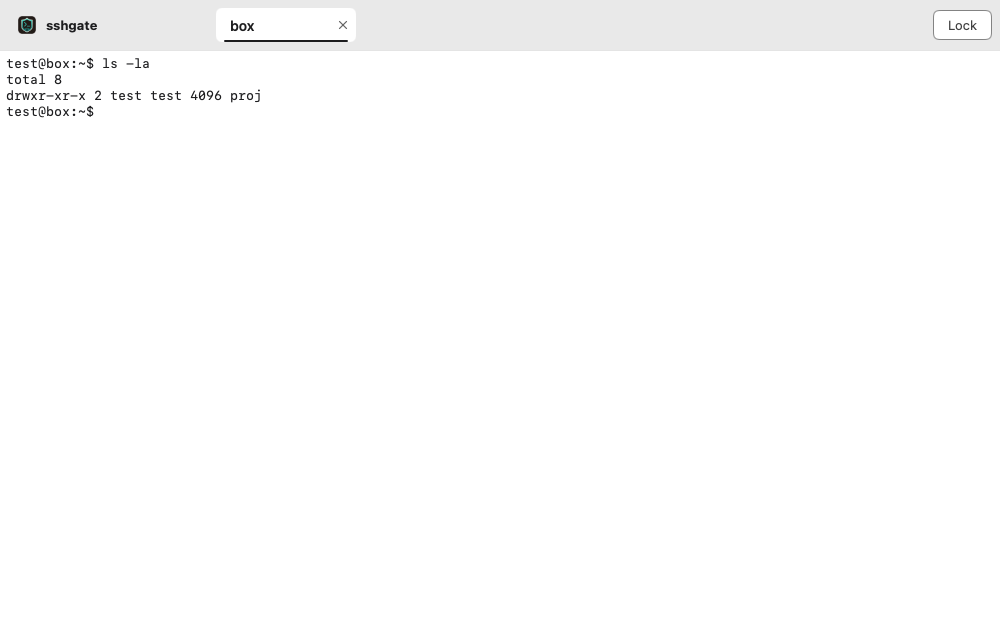 sshgate
box
Lock
test@box:~$ ls -la
total 8
drwxr-xr-x 2 test test 4096 proj
test@box:~$